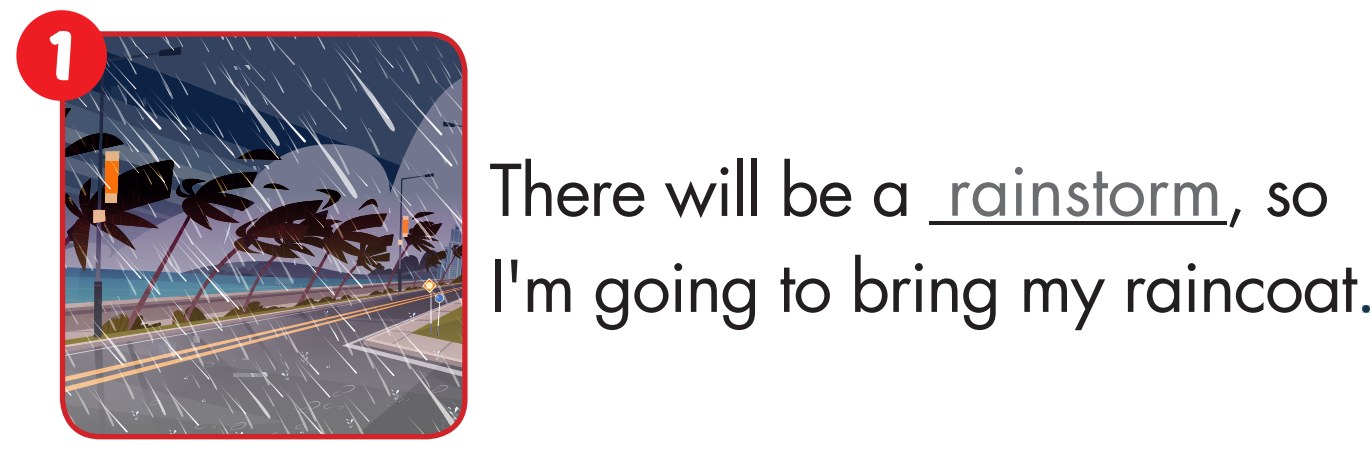 1
There will be a rainstorm, so
I'm going to bring my raincoat.